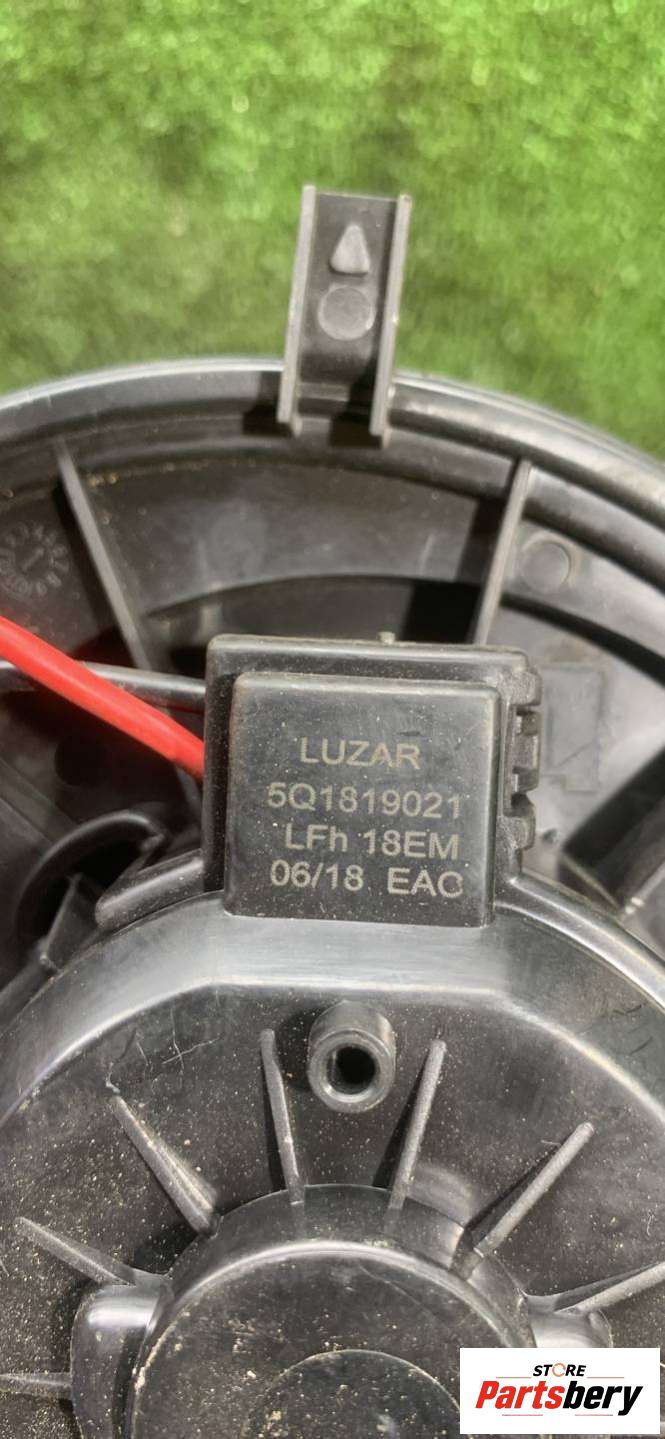 LUZAR
5Q1819021
LFh 18EM
06/18 EAC
STORE
Partsbery